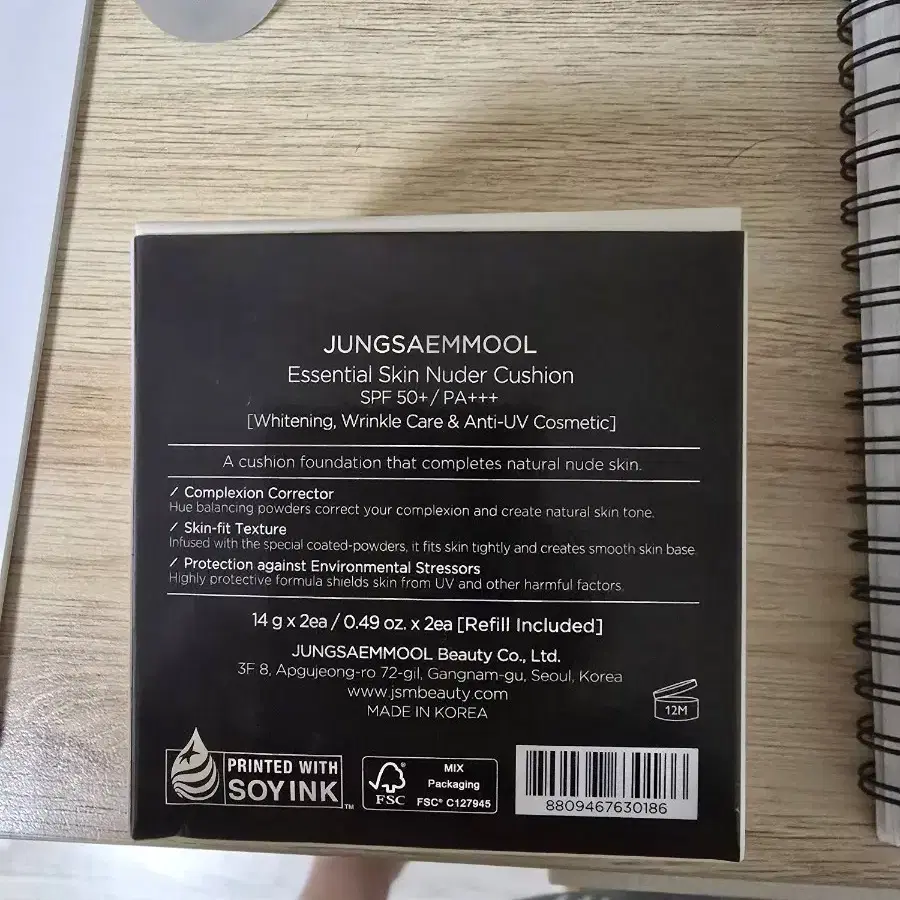 JUNGSAEMMOOL
Essential Skin Nuder Cushion
SPF 50+/ PA+++
[Whitening, Wrinkle Care & Anti-UV Cosmetic]
A cushion foundation that completes natural nude skin.
/ Complexion Corrector
Hue balancing powders correct your complexion and create natural skin tone.
/ Skin-fit Texture
Infused with the special coated-powders, it fits skin tightly and creates smooth skin base.
/ Protection against Environmental Stressors
Highly protective formula shields skin from UV and other harmful factors.
14 g x 2ea / 0.49 oz. x 2ea [Refill Included]
JUNGSAEMMOOL Beauty Co., Ltd.
3F 8, Apgujeong-ro 72-gil, Gangnam-gu, Seoul, Korea
www.jsmbeauty.com
MADE IN KOREA
12M
PRINTED WITH
SOY INK™
FSC
MIX
Packaging
FSC® C127945
8809467630186